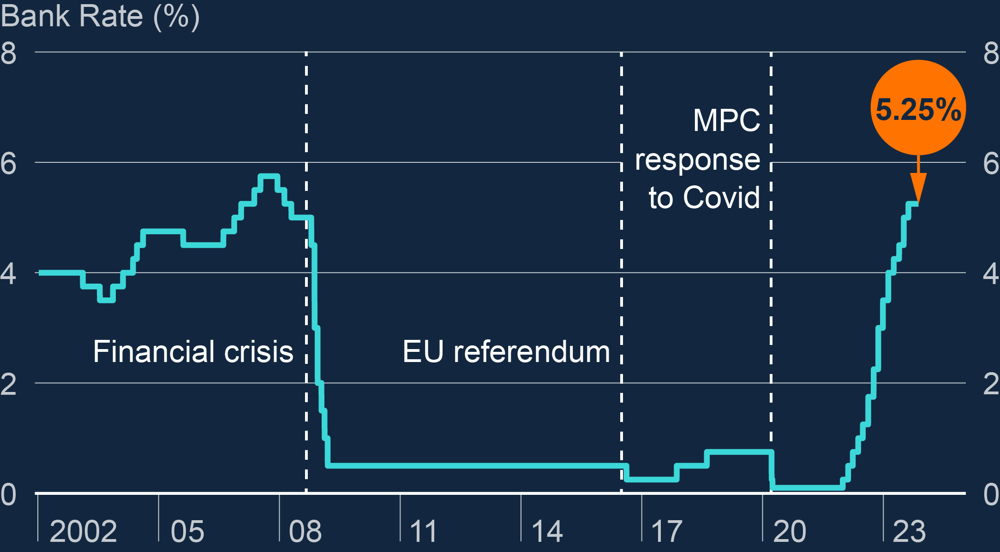 Bank Rate (%)
8 8
5.25%
MPC
6 response 6
to Covid
4 4
Financial crisis EU referendum
2 2
0 0
2002 05 08 11 14 17 20 23